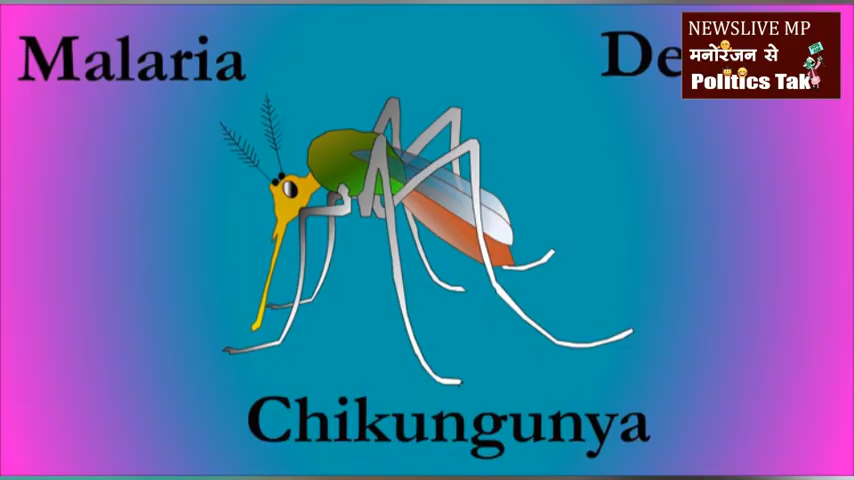 Malaria
De
NEWSLIVE MP
मनोरंजन से
Politics Tak
Chikungunya